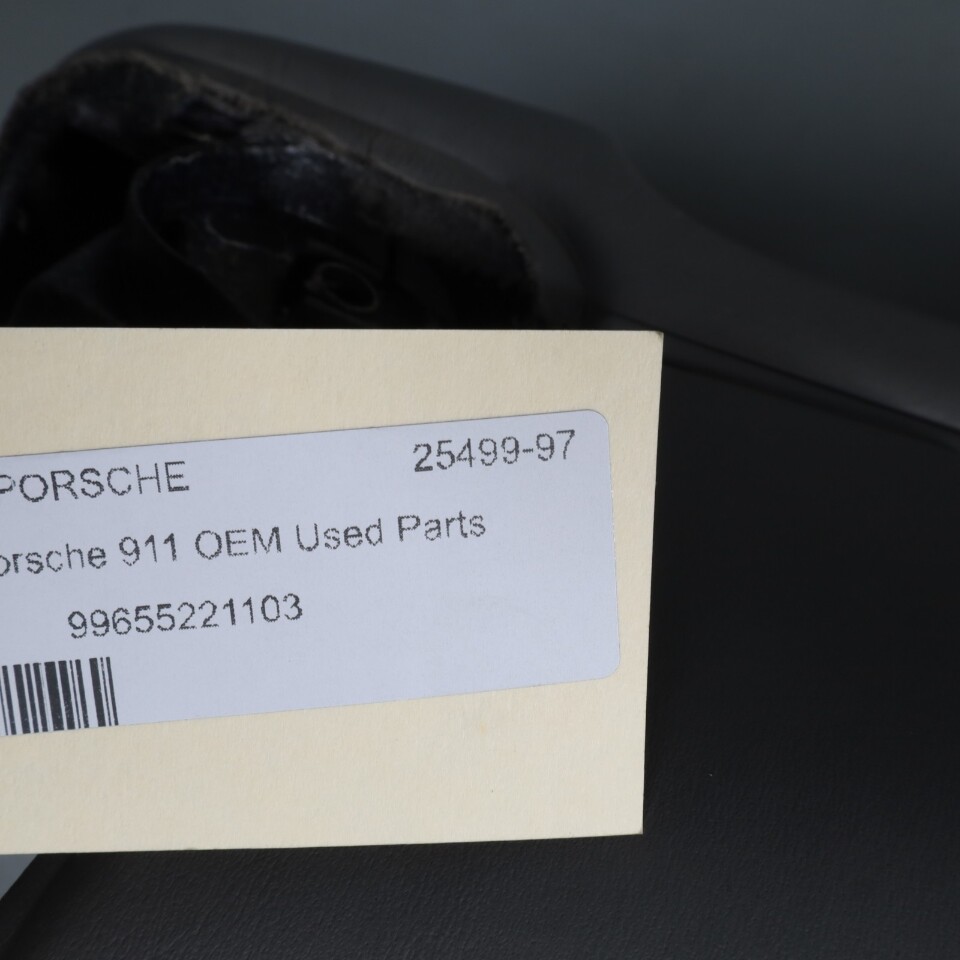 PORSCHE 25499-97
orsche 911 OEM Used Parts
99655221103